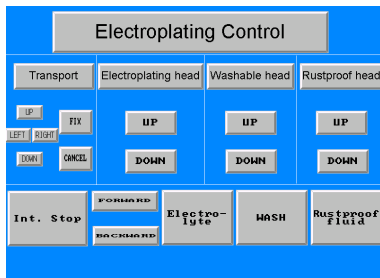 Electroplating Control
Transport
Electroplating head
Washable head
Rustproof head
UP
LEFT
RIGHT
DOWN
FIX
CANCEL
UP
DOWN
UP
DOWN
UP
DOWN
Int. Stop
FORWARD
BACKWARD
Electro-
lyte
WASH
Rustproof
fluid